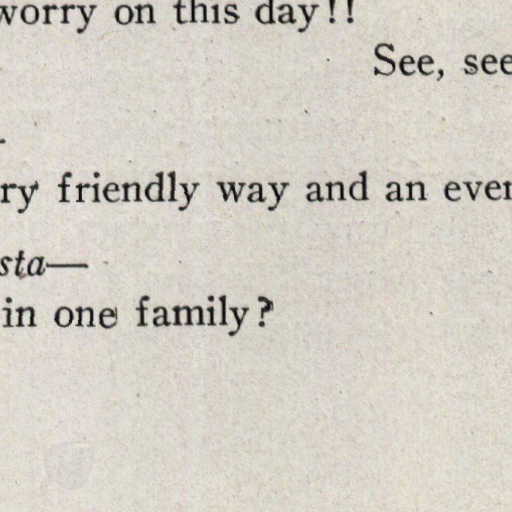 worry on this day!!
See, see
ry friendly way and an ever
sta—
in one family?